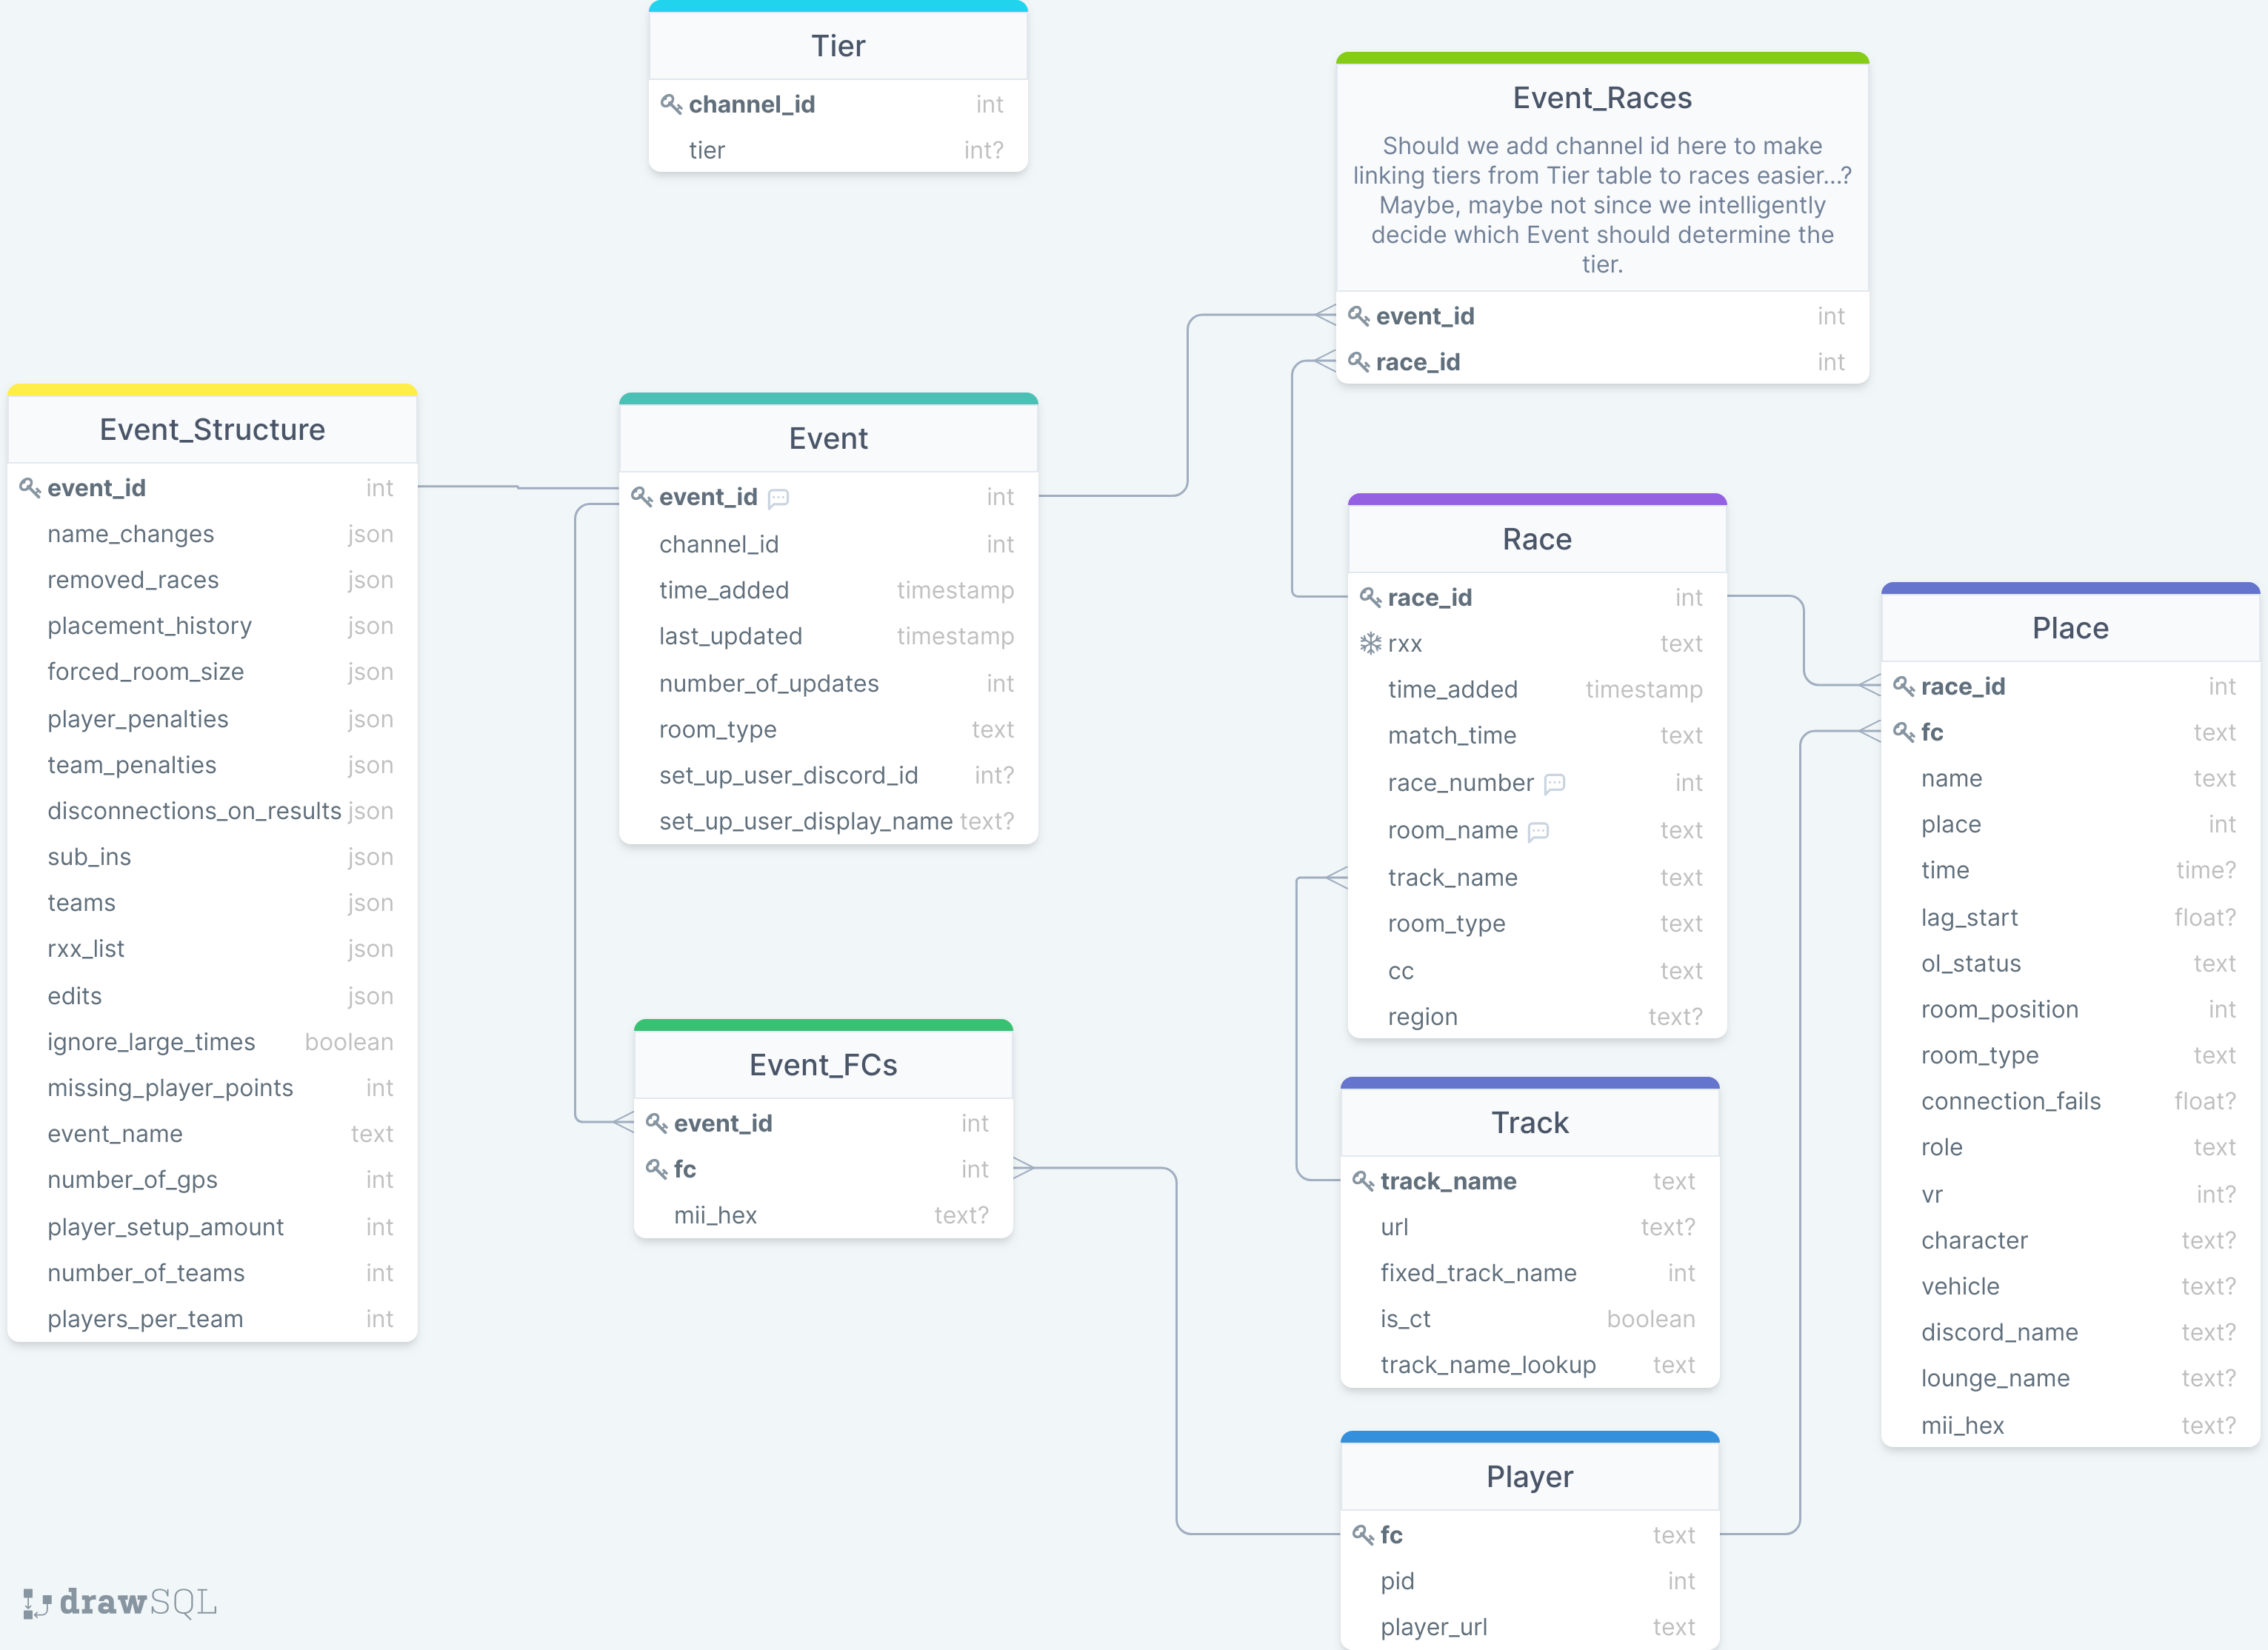 Tier
channel_id int
tier int?
Event_Races
Should we add channel id here to make
linking tiers from Tier table to races easier...?
Maybe, maybe not since we intelligently
decide which Event should determine the
tier.
event_id int
race_id int
Event_Structure
event_id int
name_changes json
removed_races json
placement_history json
forced_room_size json
player_penalties json
team_penalties json
disconnections_on_results json
sub_ins json
teams json
rxx_list json
edits json
ignore_large_times boolean
missing_player_points int
event_name text
number_of_gps int
player_setup_amount int
number_of_teams int
players_per_team int
Event
event_id int
channel_id int
time_added timestamp
last_updated timestamp
number_of_updates int
room_type text
set_up_user_discord_id int?
set_up_user_display_name text?
Race
race_id int
rxx text
time_added timestamp
match_time text
race_number int
room_name text
track_name text
room_type text
cc text
region text?
Place
race_id int
fc text
name text
place int
time time?
lag_start float?
ol_status text
room_position int
room_type text
connection_fails float?
role text
vr int?
character text?
vehicle text?
discord_name text?
lounge_name text?
mii_hex text?
Event_FCs
event_id int
fc int
mii_hex text?
Track
track_name text
url text?
fixed_track_name int
is_ct boolean
track_name_lookup text
Player
fc text
pid int
player_url text
drawSQL